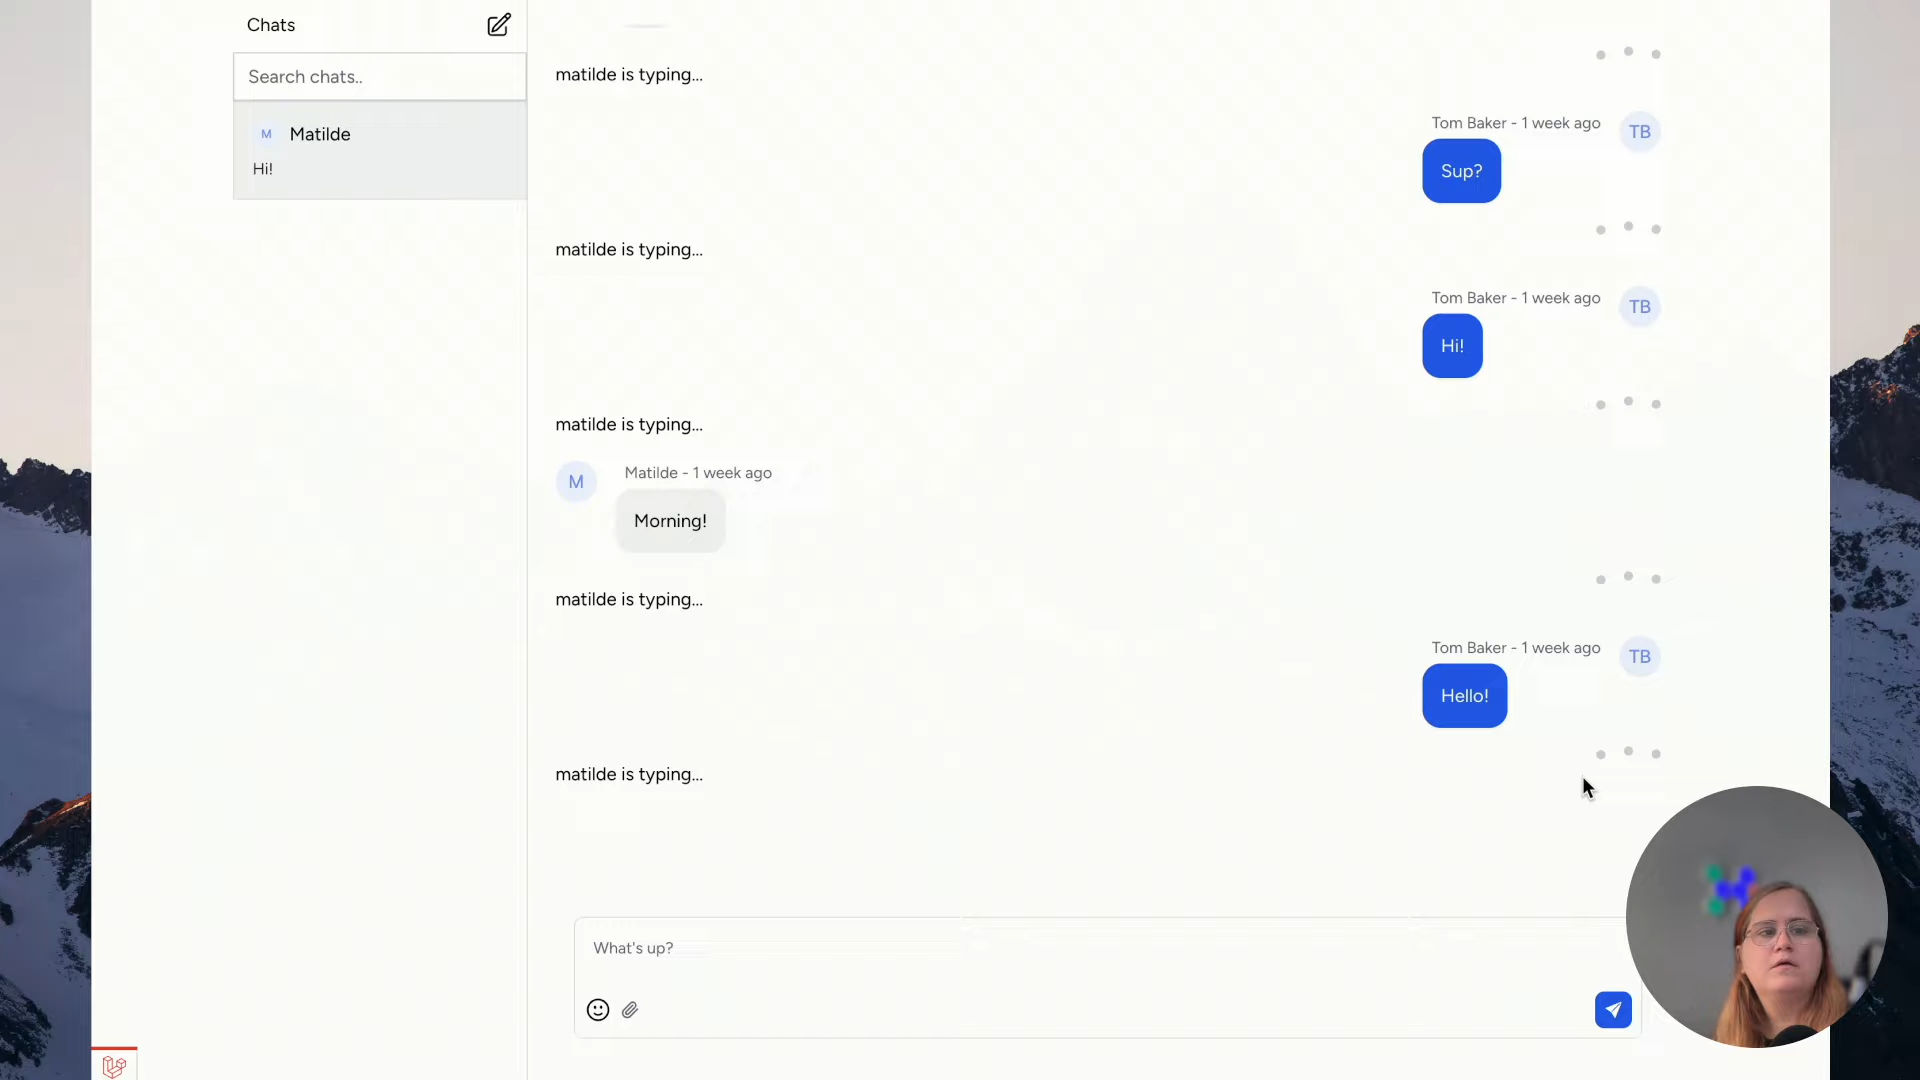 Chats
Search chats..
M Matilde
Hi!
matilde is typing...
Tom Baker - 1 week ago
TB
Sup?
matilde is typing...
Tom Baker - 1 week ago
TB
Hi!
matilde is typing...
M
Matilde - 1 week ago
Morning!
matilde is typing...
Tom Baker - 1 week ago
TB
Hello!
matilde is typing...
What's up?